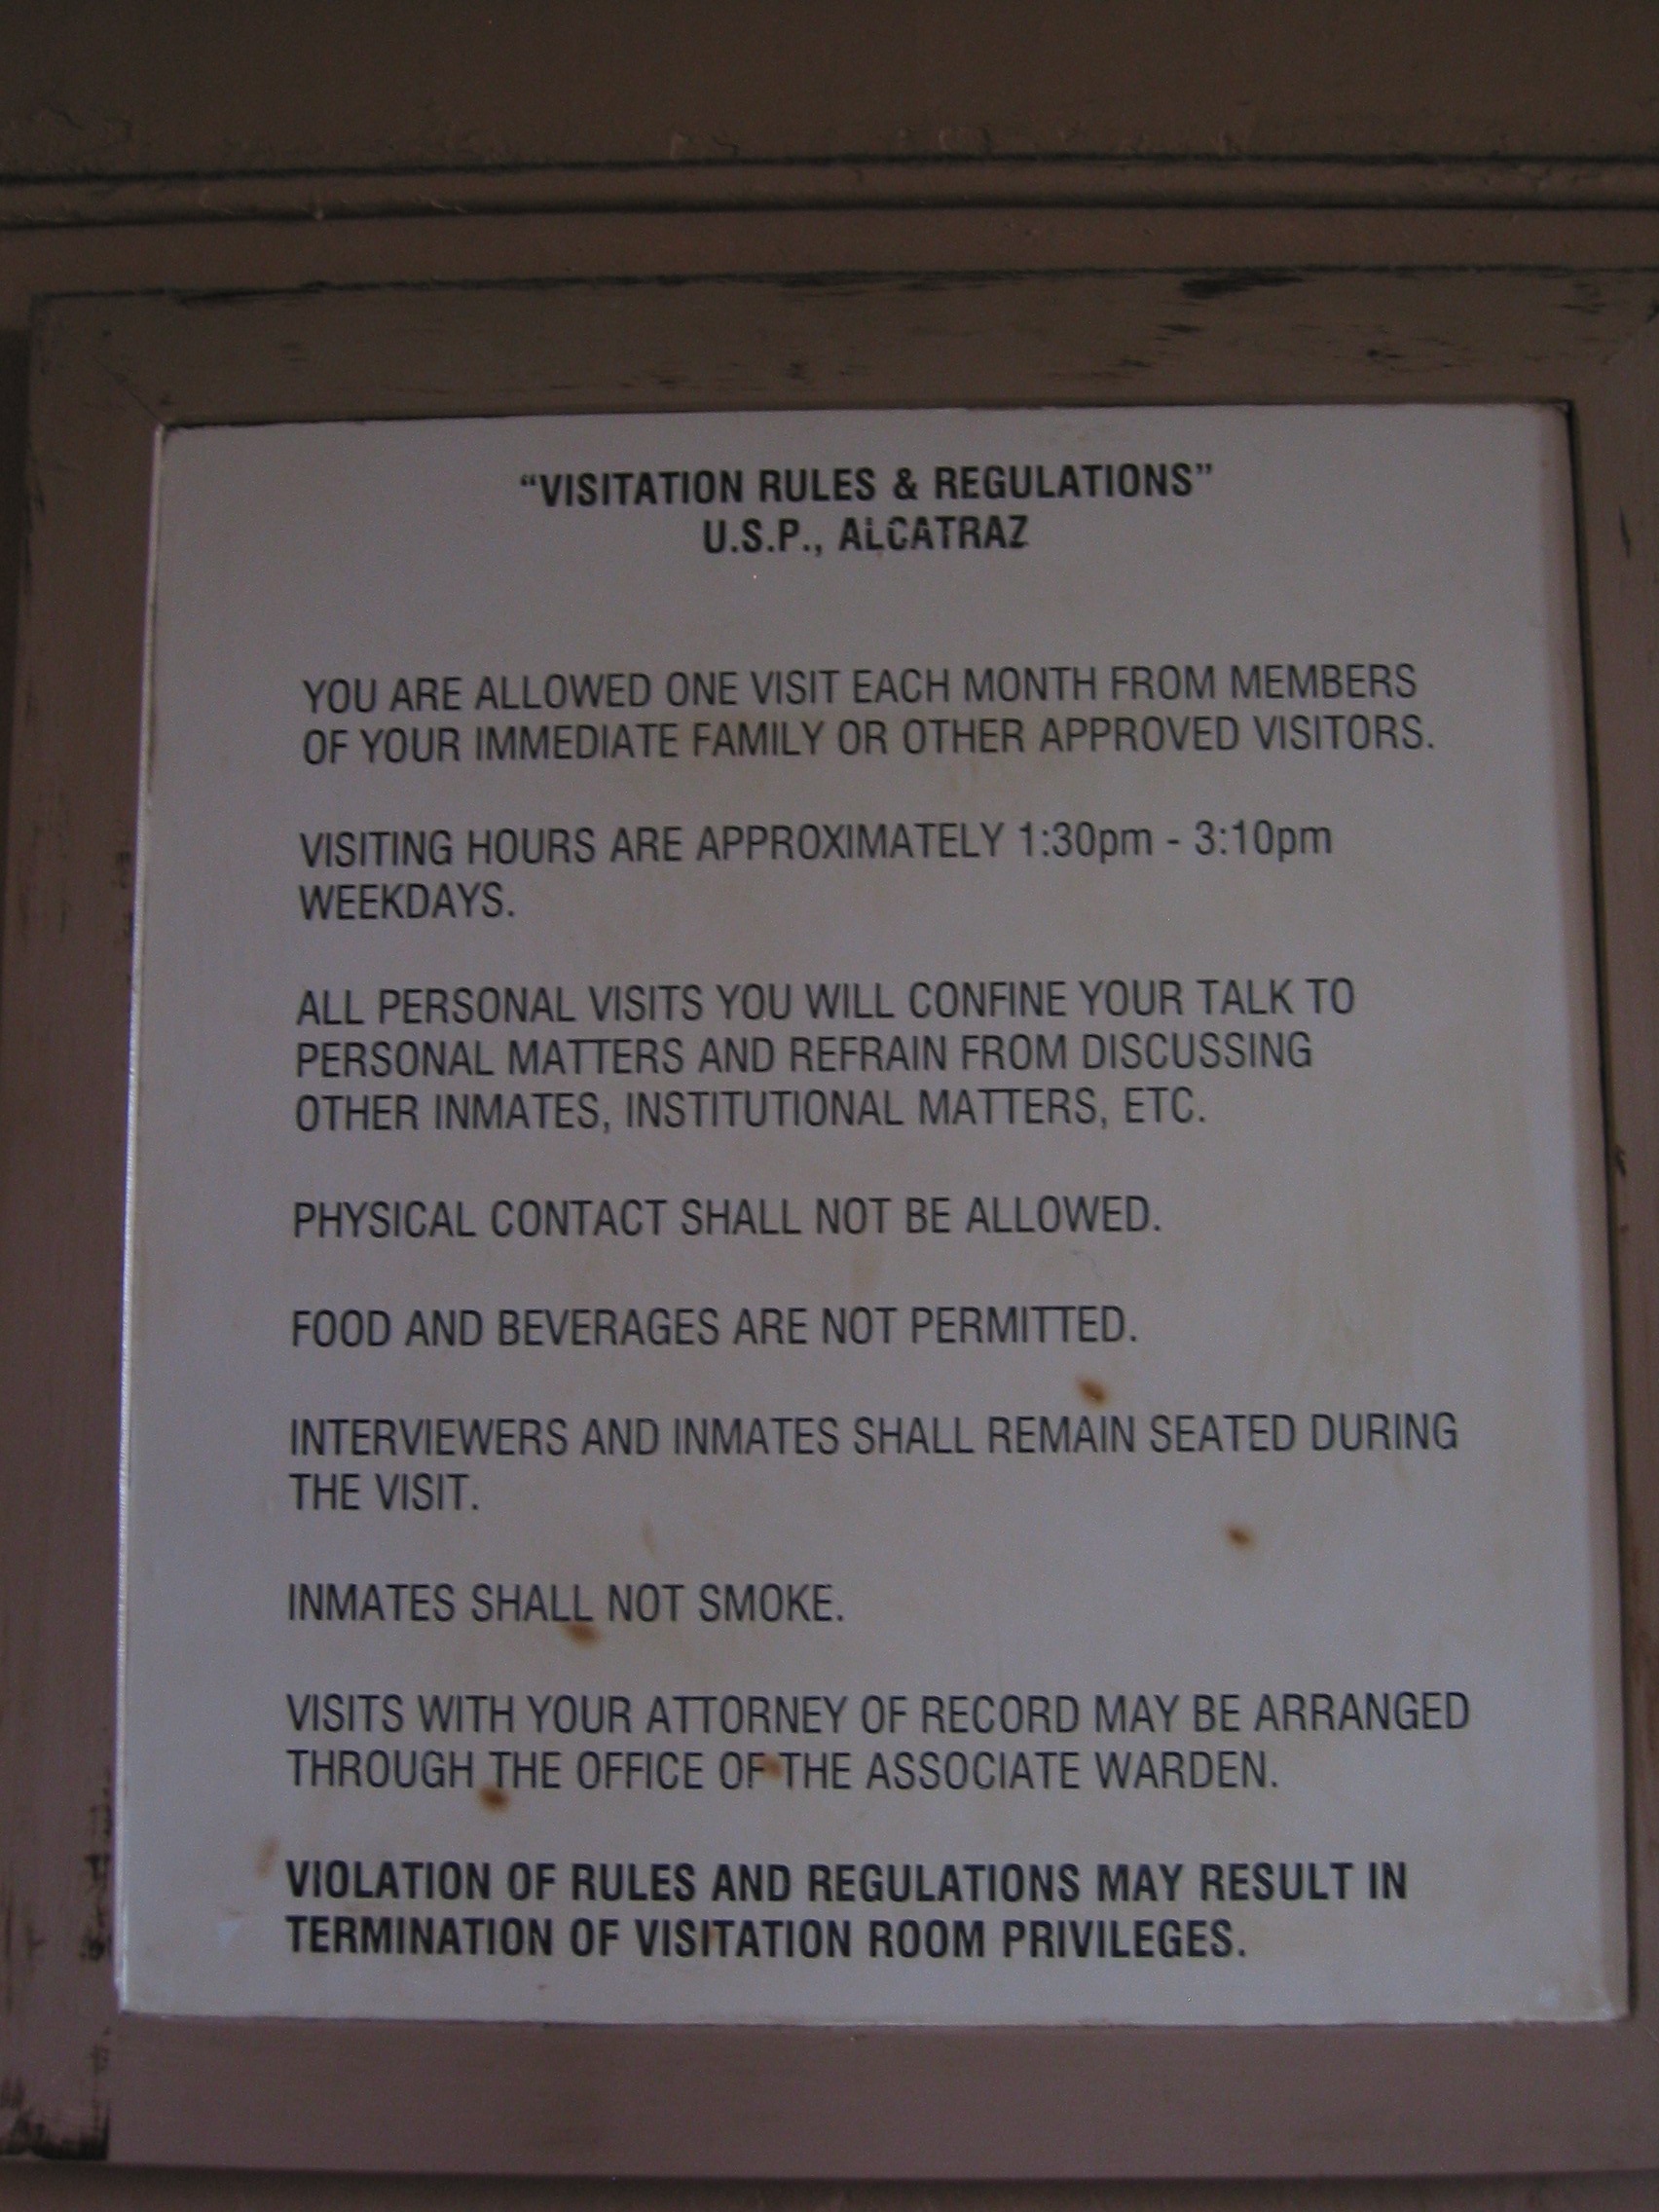 “VISITATION RULES & REGULATIONS”
U.S.P., ALCATRAZ
YOU ARE ALLOWED ONE VISIT EACH MONTH FROM MEMBERS
OF YOUR IMMEDIATE FAMILY OR OTHER APPROVED VISITORS.
VISITING HOURS ARE APPROXIMATELY 1:30pm - 3:10pm
WEEKDAYS.
ALL PERSONAL VISITS YOU WILL CONFINE YOUR TALK TO
PERSONAL MATTERS AND REFRAIN FROM DISCUSSING
OTHER INMATES, INSTITUTIONAL MATTERS, ETC.
PHYSICAL CONTACT SHALL NOT BE ALLOWED.
FOOD AND BEVERAGES ARE NOT PERMITTED.
INTERVIEWERS AND INMATES SHALL REMAIN SEATED DURING
THE VISIT.
INMATES SHALL NOT SMOKE.
VISITS WITH YOUR ATTORNEY OF RECORD MAY BE ARRANGED
THROUGH THE OFFICE OF THE ASSOCIATE WARDEN.
VIOLATION OF RULES AND REGULATIONS MAY RESULT IN
TERMINATION OF VISITATION ROOM PRIVILEGES.